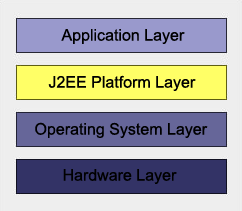 Application Layer
J2EE Platform Layer
Operating System Layer
Hardware Layer